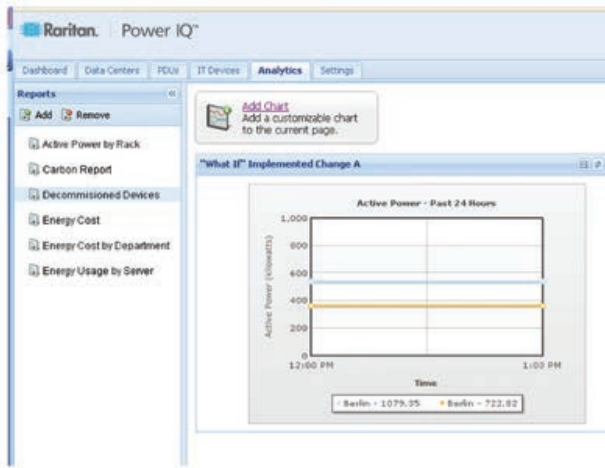 Raritan. Power IQ™
Dashboard Data Centers PDUs IT Devices Analytics Settings
Reports
Add Remove
Active Power by Rack
Carbon Report
Decommisioned Devices
Energy Cost
Energy Cost by Department
Energy Usage by Server
Add Chart
Add a customizable chart
to the current page.
"What If" Implemented Change A
Active Power - Past 24 Hours
Active Power (Kilowatts)
1,000
800
600
400
200
0
12:00 PM 1:00 PM
Time
Berlin - 1079.35 Berlin - 722.82